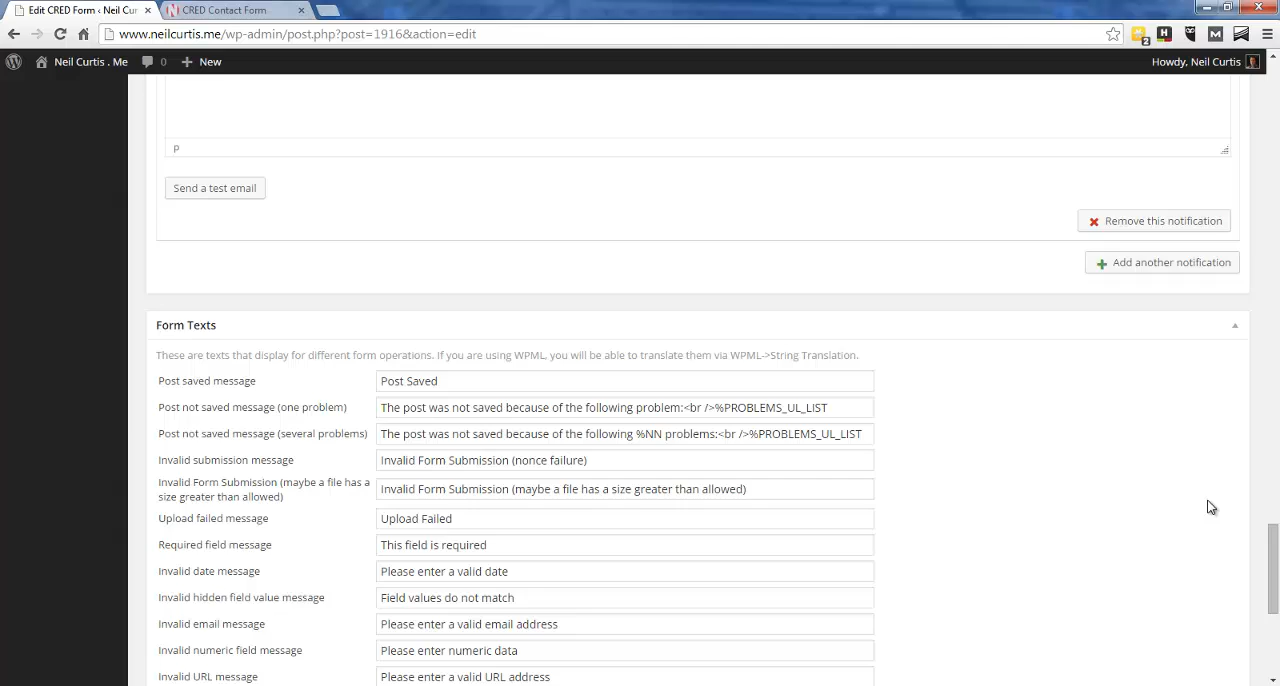 Edit CRED Form ‹ Neil Cur
CRED Contact Form
www.neilcurtis.me/wp-admin/post.php?post=1916&action=edit
2
H
M
Neil Curtis . Me
0
New
Howdy, Neil Curtis
p
Send a test email
Remove this notification
Add another notification
Form Texts
These are texts that display for different form operations. If you are using WPML, you will be able to translate them via WPML->String Translation.
Post saved message
Post Saved
Post not saved message (one problem)
The post was not saved because of the following problem:<br />%PROBLEMS_UL_LIST
Post not saved message (several problems)
The post was not saved because of the following %NN problems:<br />%PROBLEMS_UL_LIST
Invalid submission message
Invalid Form Submission (nonce failure)
Invalid Form Submission (maybe a file has a
size greater than allowed)
Invalid Form Submission (maybe a file has a size greater than allowed)
Upload failed message
Upload Failed
Required field message
This field is required
Invalid date message
Please enter a valid date
Invalid hidden field value message
Field values do not match
Invalid email message
Please enter a valid email address
Invalid numeric field message
Please enter numeric data
Invalid URL message
Please enter a valid URL address